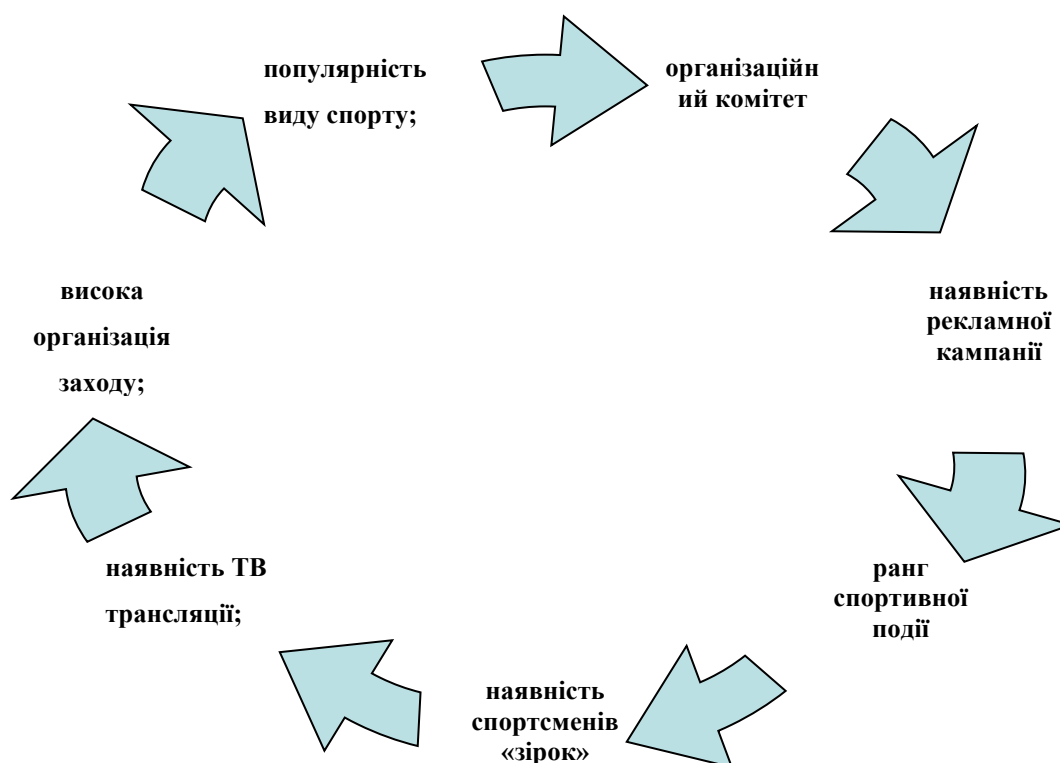 популярність
виду спорту;
організаційн
ий комітет
наявність
рекламної
кампанії
ранг
спортивної
події
наявність
спортсменів
«зірок»
наявність ТВ
трансляції;
висока
організація
заходу;